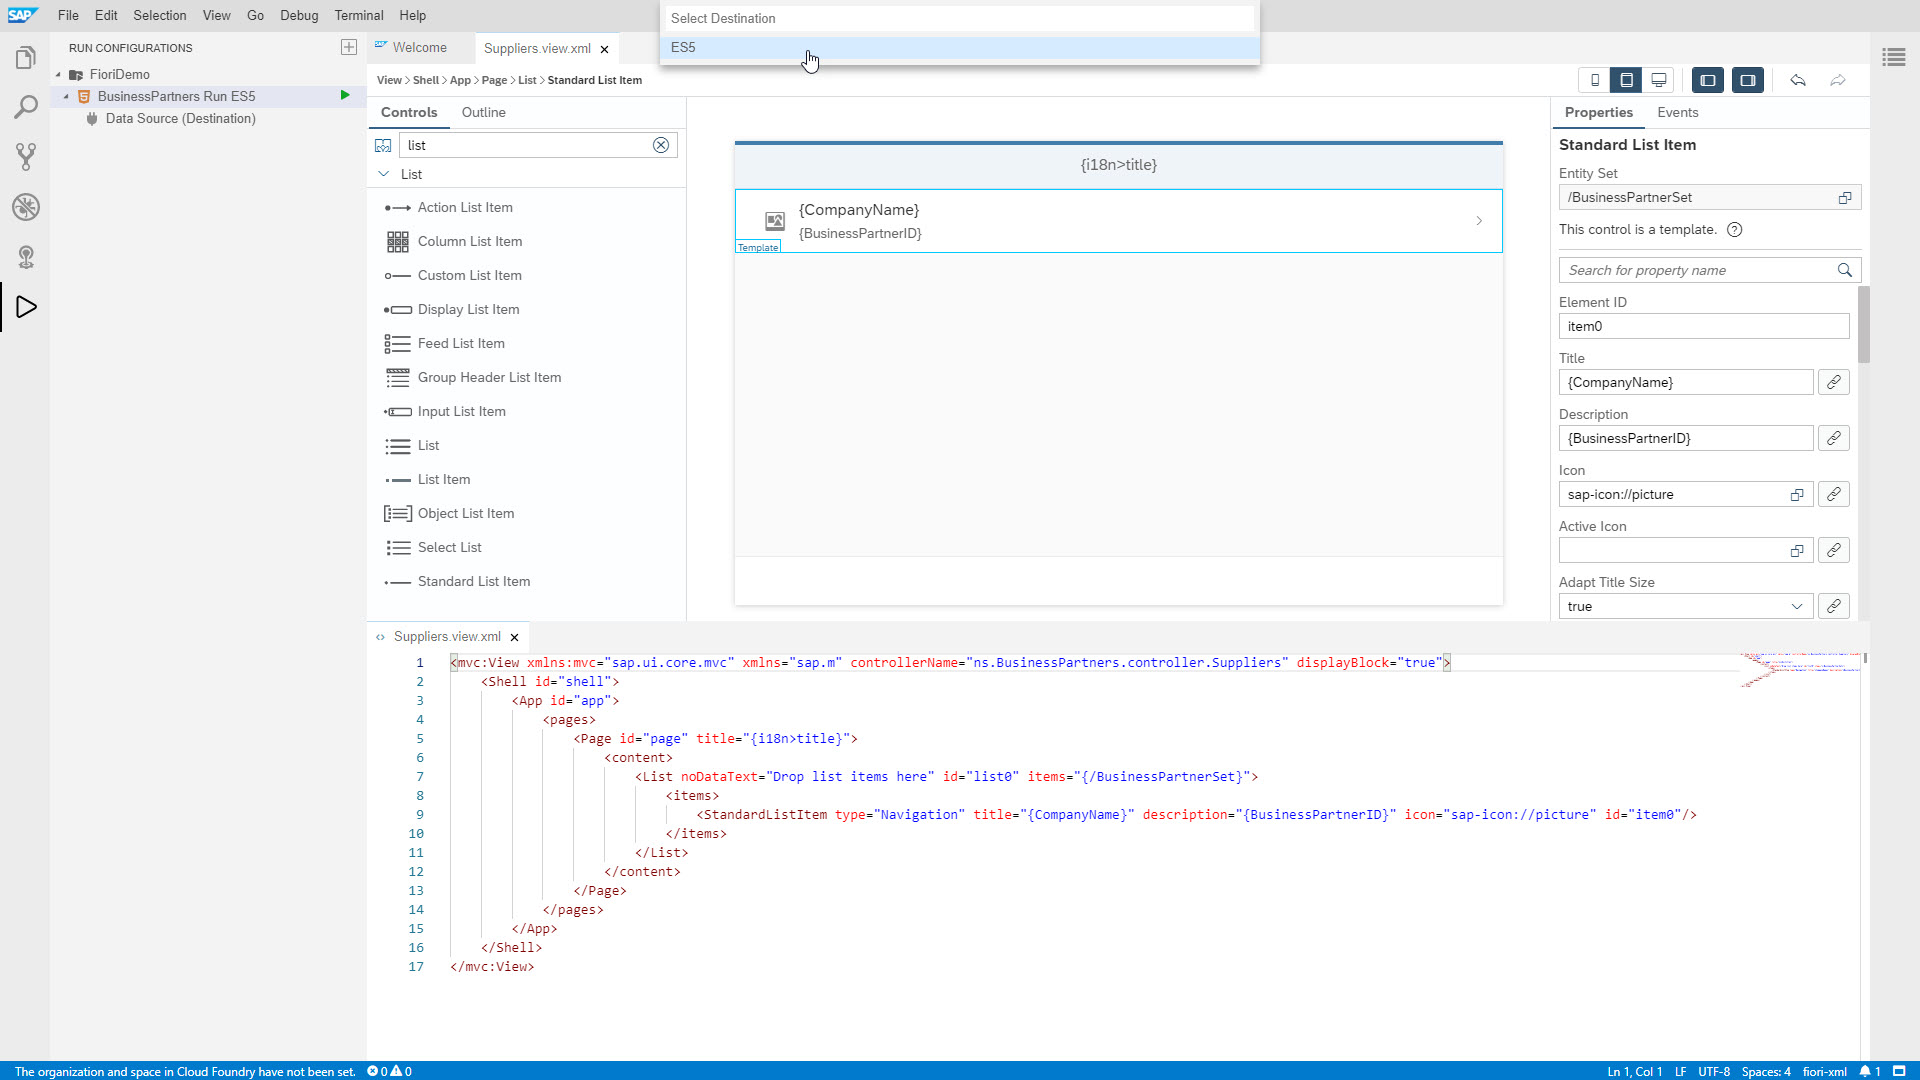 SAP File Edit Selection View Go Debug Terminal Help
Select Destination
ES5
RUN CONFIGURATIONS
FioriDemo
BusinessPartners Run ES5
Data Source (Destination)
Welcome
Suppliers.view.xml
View > Shell > App > Page > List > Standard List Item
Controls Outline
list
List
Action List Item
Column List Item
Custom List Item
Display List Item
Feed List Item
Group Header List Item
Input List Item
List
List Item
Object List Item
Select List
Standard List Item
{i18n>title}
{CompanyName}
{BusinessPartnerID}
Template
Properties Events
Standard List Item
Entity Set
/BusinessPartnerSet
This control is a template.
Search for property name
Element ID
item0
Title
{CompanyName}
Description
{BusinessPartnerID}
Icon
sap-icon://picture
Active Icon
Adapt Title Size
true
Suppliers.view.xml
1 <mvc:View xmlns:mvc="sap.ui.core.mvc" xmlns="sap.m" controllerName="ns.BusinessPartners.controller.Suppliers" displayBlock="true">
2 <Shell id="shell">
3 <App id="app">
4 <pages>
5 <Page id="page" title="{i18n>title}">
6 <content>
7 <List noDataText="Drop list items here" id="list0" items="{/BusinessPartnerSet}">
8 <items>
9 <StandardListItem type="Navigation" title="{CompanyName}" description="{BusinessPartnerID}" icon="sap-icon://picture" id="item0"/>
10 </items>
11 </List>
12 </content>
13 </Page>
14 </pages>
15 </App>
16 </Shell>
17 </mvc:View>
The organization and space in Cloud Foundry have not been set. 0 0
Ln 1, Col 1 LF UTF-8 Spaces: 4 fiori-xml 1